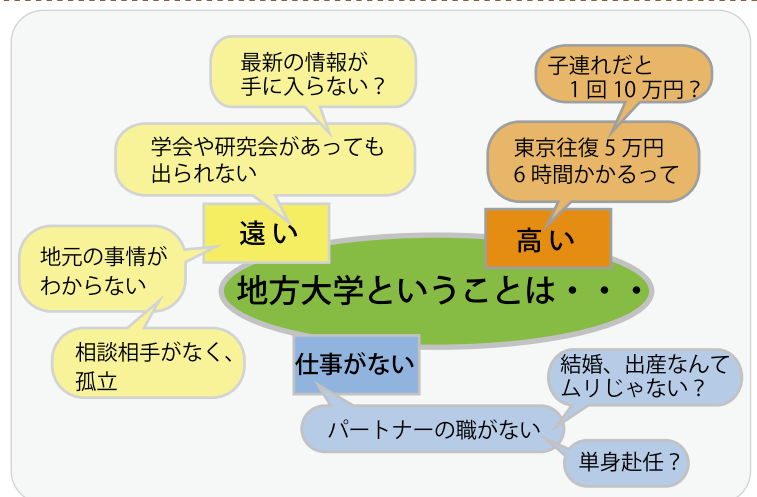 最新の情報が
手に入らない？
子連れだと
1回10万円？
学会や研究会があっても
出られない
東京往復5万円
6時間かかるって
遠い
高い
地元の事情が
わからない
地方大学ということは・・・
相談相手がなく、
孤立
仕事がない
結婚、出産なんて
ムリじゃない？
パートナーの職がない
単身赴任？